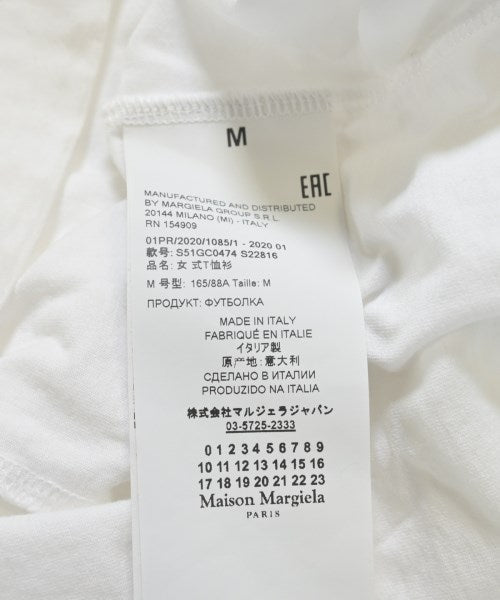 M
EAC
MANUFACTURED AND DISTRIBUTED
BY MARGIELA GROUP S.R.L.
20144 MILANO (MI) - ITALY
RN 154909
01PR/2020/1085/1 - 2020 01
款号: S51GC0474 S22816
品名: 女 式T恤衫
M 号型: 165/88A Taille: M
ПРОДУКТ: ФУТБОЛКА
MADE IN ITALY
FABRIQUÉ EN ITALIE
イタリア製
原产地: 意大利
СДЕЛАНО В ИТАЛИИ
PRODUZIDO NA ITALIA
株式会社マルジェラジャパン
03-5725-2333
0 1 2 3 4 5 6 7 8 9
10 11 12 13 14 15 16
17 18 19 20 21 22 23
Maison Margiela
PARIS